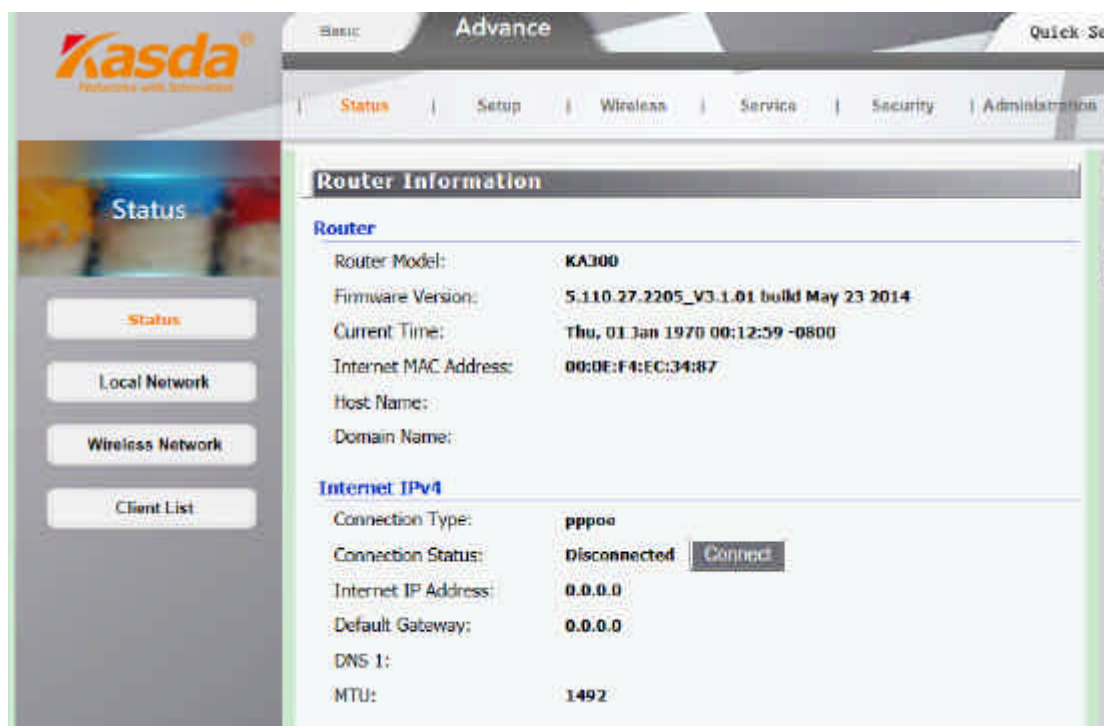 Kasda®
Networks with Information
Basic
Advance
Quick Se
Status | Setup | Wireless | Service | Security | Administration
Status
Status
Local Network
Wireless Network
Client List
Router Information
Router
Router Model: KA300
Firmware Version: 5.110.27.2205_V3.1.01 build May 23 2014
Current Time: Thu, 01 Jan 1970 00:12:59 -0800
Internet MAC Address: 00:0E:F4:EC:34:87
Host Name:
Domain Name:
Internet IPv4
Connection Type: pppoe
Connection Status: Disconnected Connect
Internet IP Address: 0.0.0.0
Default Gateway: 0.0.0.0
DNS 1:
MTU: 1492